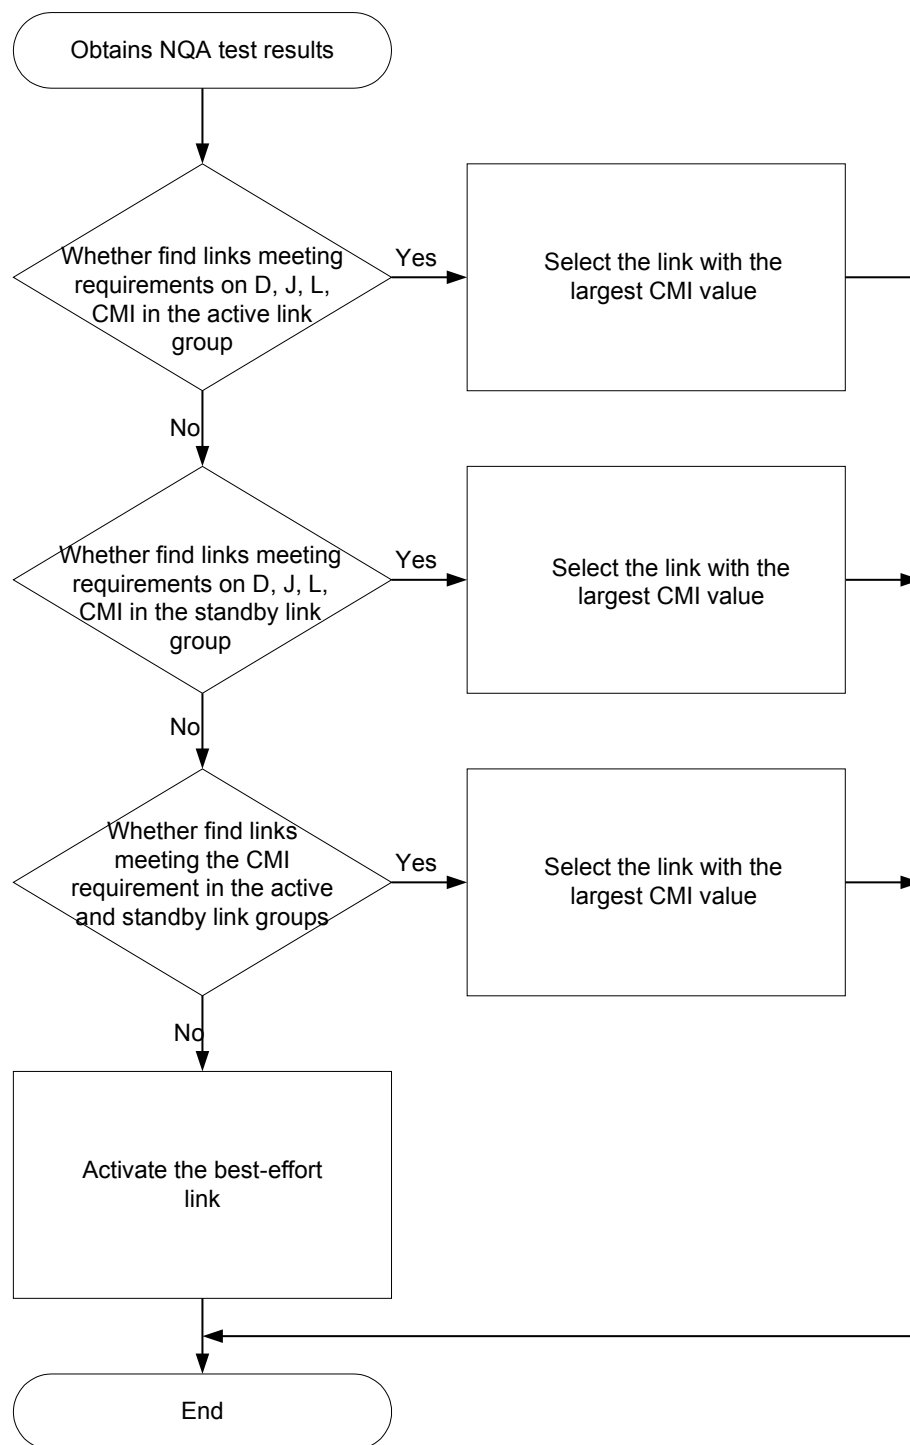 Obtains NQA test results
Whether find links meeting
requirements on D, J, L,
CMI in the active link
group
Yes
Select the link with the
largest CMI value
No
Whether find links meeting
requirements on D, J, L,
CMI in the standby link
group
Yes
Select the link with the
largest CMI value
No
Whether find links
meeting the CMI
requirement in the active
and standby link groups
Yes
Select the link with the
largest CMI value
No
Activate the best-effort
link
End